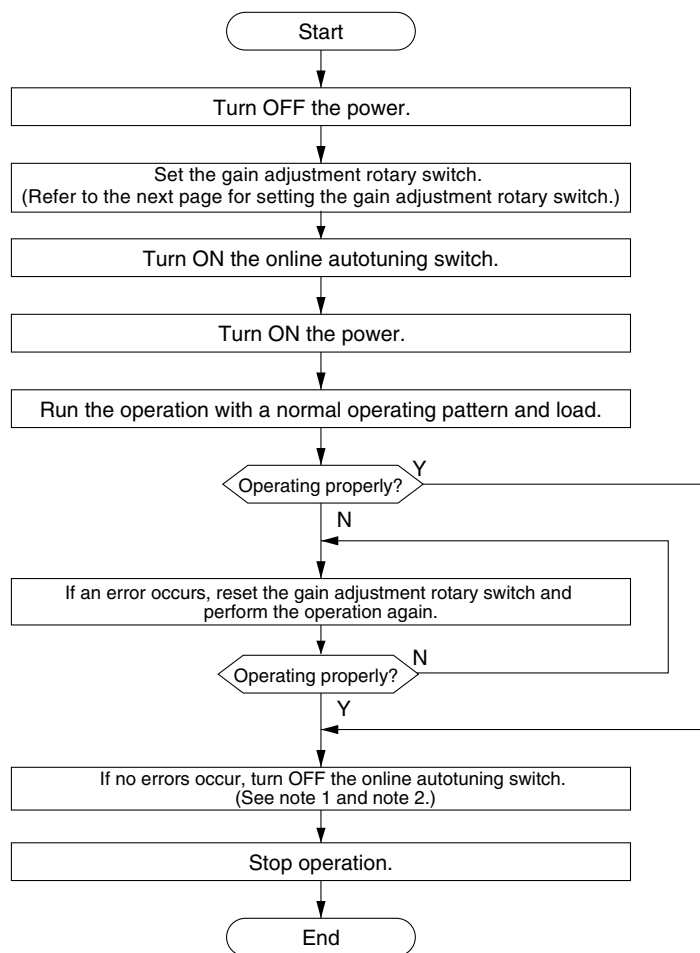 Start
Turn OFF the power.
Set the gain adjustment rotary switch.
(Refer to the next page for setting the gain adjustment rotary switch.)
Turn ON the online autotuning switch.
Turn ON the power.
Run the operation with a normal operating pattern and load.
Operating properly?
Y
N
If an error occurs, reset the gain adjustment rotary switch and
perform the operation again.
Operating properly?
N
Y
If no errors occur, turn OFF the online autotuning switch.
(See note 1 and note 2.)
Stop operation.
End